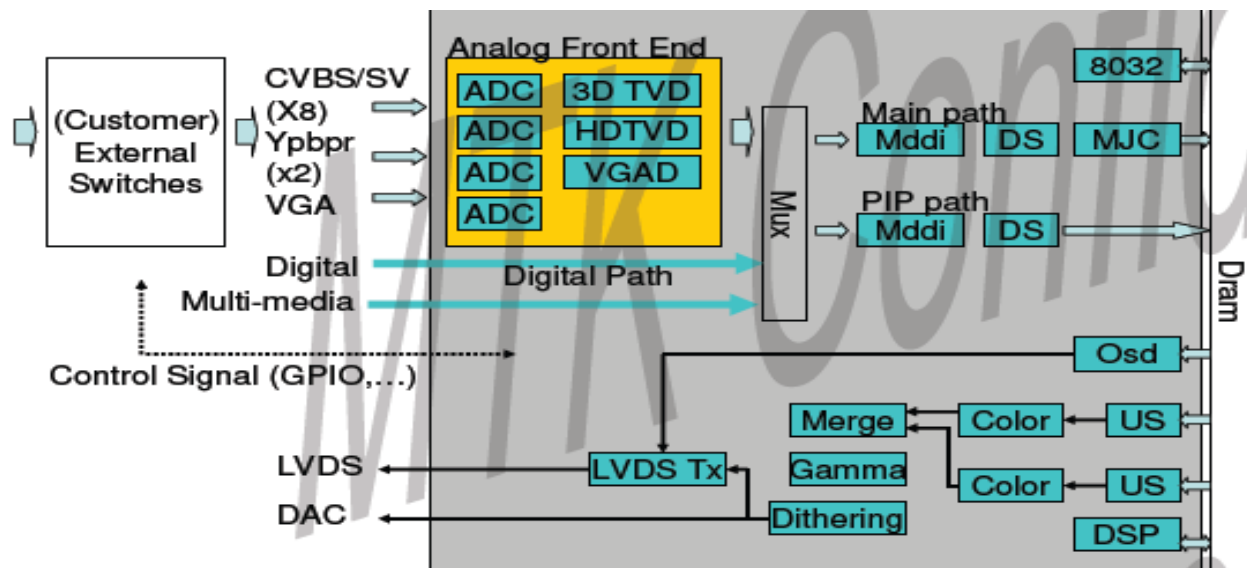 Analog Front End
(Customer)
External
Switches
CVBS/SV
(X8)
Ypbpr
(x2)
VGA
ADC
3D TVD
ADC
HDTVD
ADC
VGAD
ADC
Mux
Main path
Mddi
DS
MJC
8032
PIP path
Mddi
DS
Dram
Digital
Digital Path
Multi-media
Control Signal (GPIO,...)
Osd
Merge
Color
US
LVDS
LVDS Tx
Gamma
Color
US
DAC
Dithering
DSP
MTK Confid